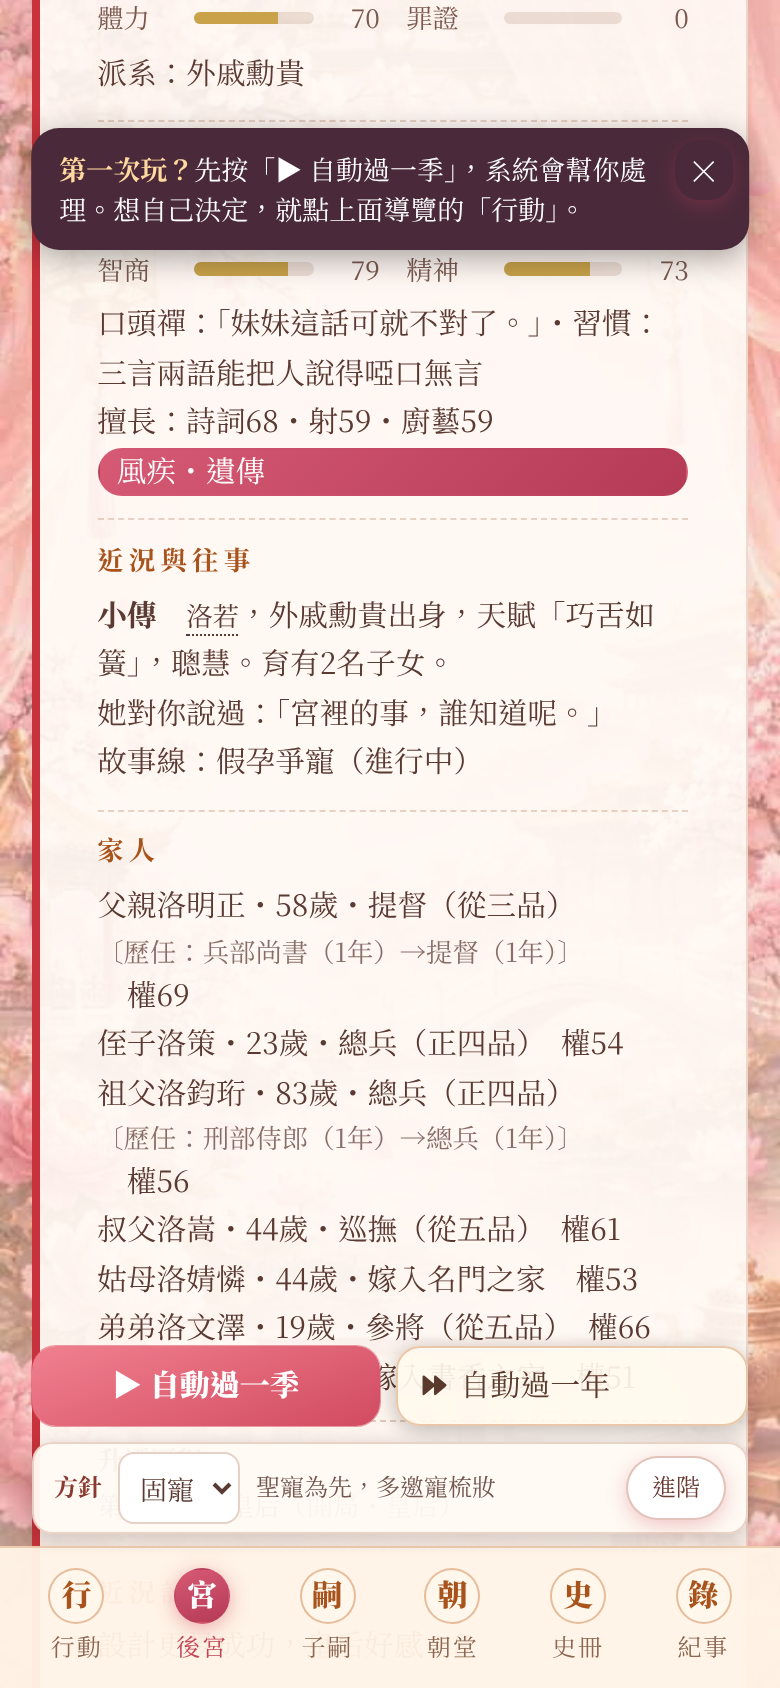 體力 70 罪證 0
派系：外戚勳貴
第一次玩？先按「▶ 自動過一季」，系統會幫你處
理。想自己決定，就點上面導覽的「行動」。
智商 79 精神 73
口頭禪：「妹妹這話可就不對了。」・習慣：
三言兩語能把人說得啞口無言
擅長：詩詞68・射59・廚藝59
風疾・遺傳
近況與往事
小傳 洛若，外戚勳貴出身，天賦「巧舌如
簧」，聰慧。育有2名子女。
她對你說過：「宮裡的事，誰知道呢。」
故事線：假孕爭寵（進行中）
家人
父親洛明正・58歲・提督（從三品）
〔歷任：兵部尚書（1年）→提督（1年）〕
權69
侄子洛策・23歲・總兵（正四品） 權54
祖父洛鈞珩・83歲・總兵（正四品）
〔歷任：刑部侍郎（1年）→總兵（1年）〕
權56
叔父洛嵩・44歲・巡撫（從五品） 權61
姑母洛婧憐・44歲・嫁入名門之家 權53
弟弟洛文澤・19歲・參將（從五品） 權66
▶ 自動過一季 自動過一年
方針 固寵 聖寵為先，多邀寵梳妝 進階
行 宮 嗣 朝 史 錄
行動 後宮 子嗣 朝堂 史冊 紀事